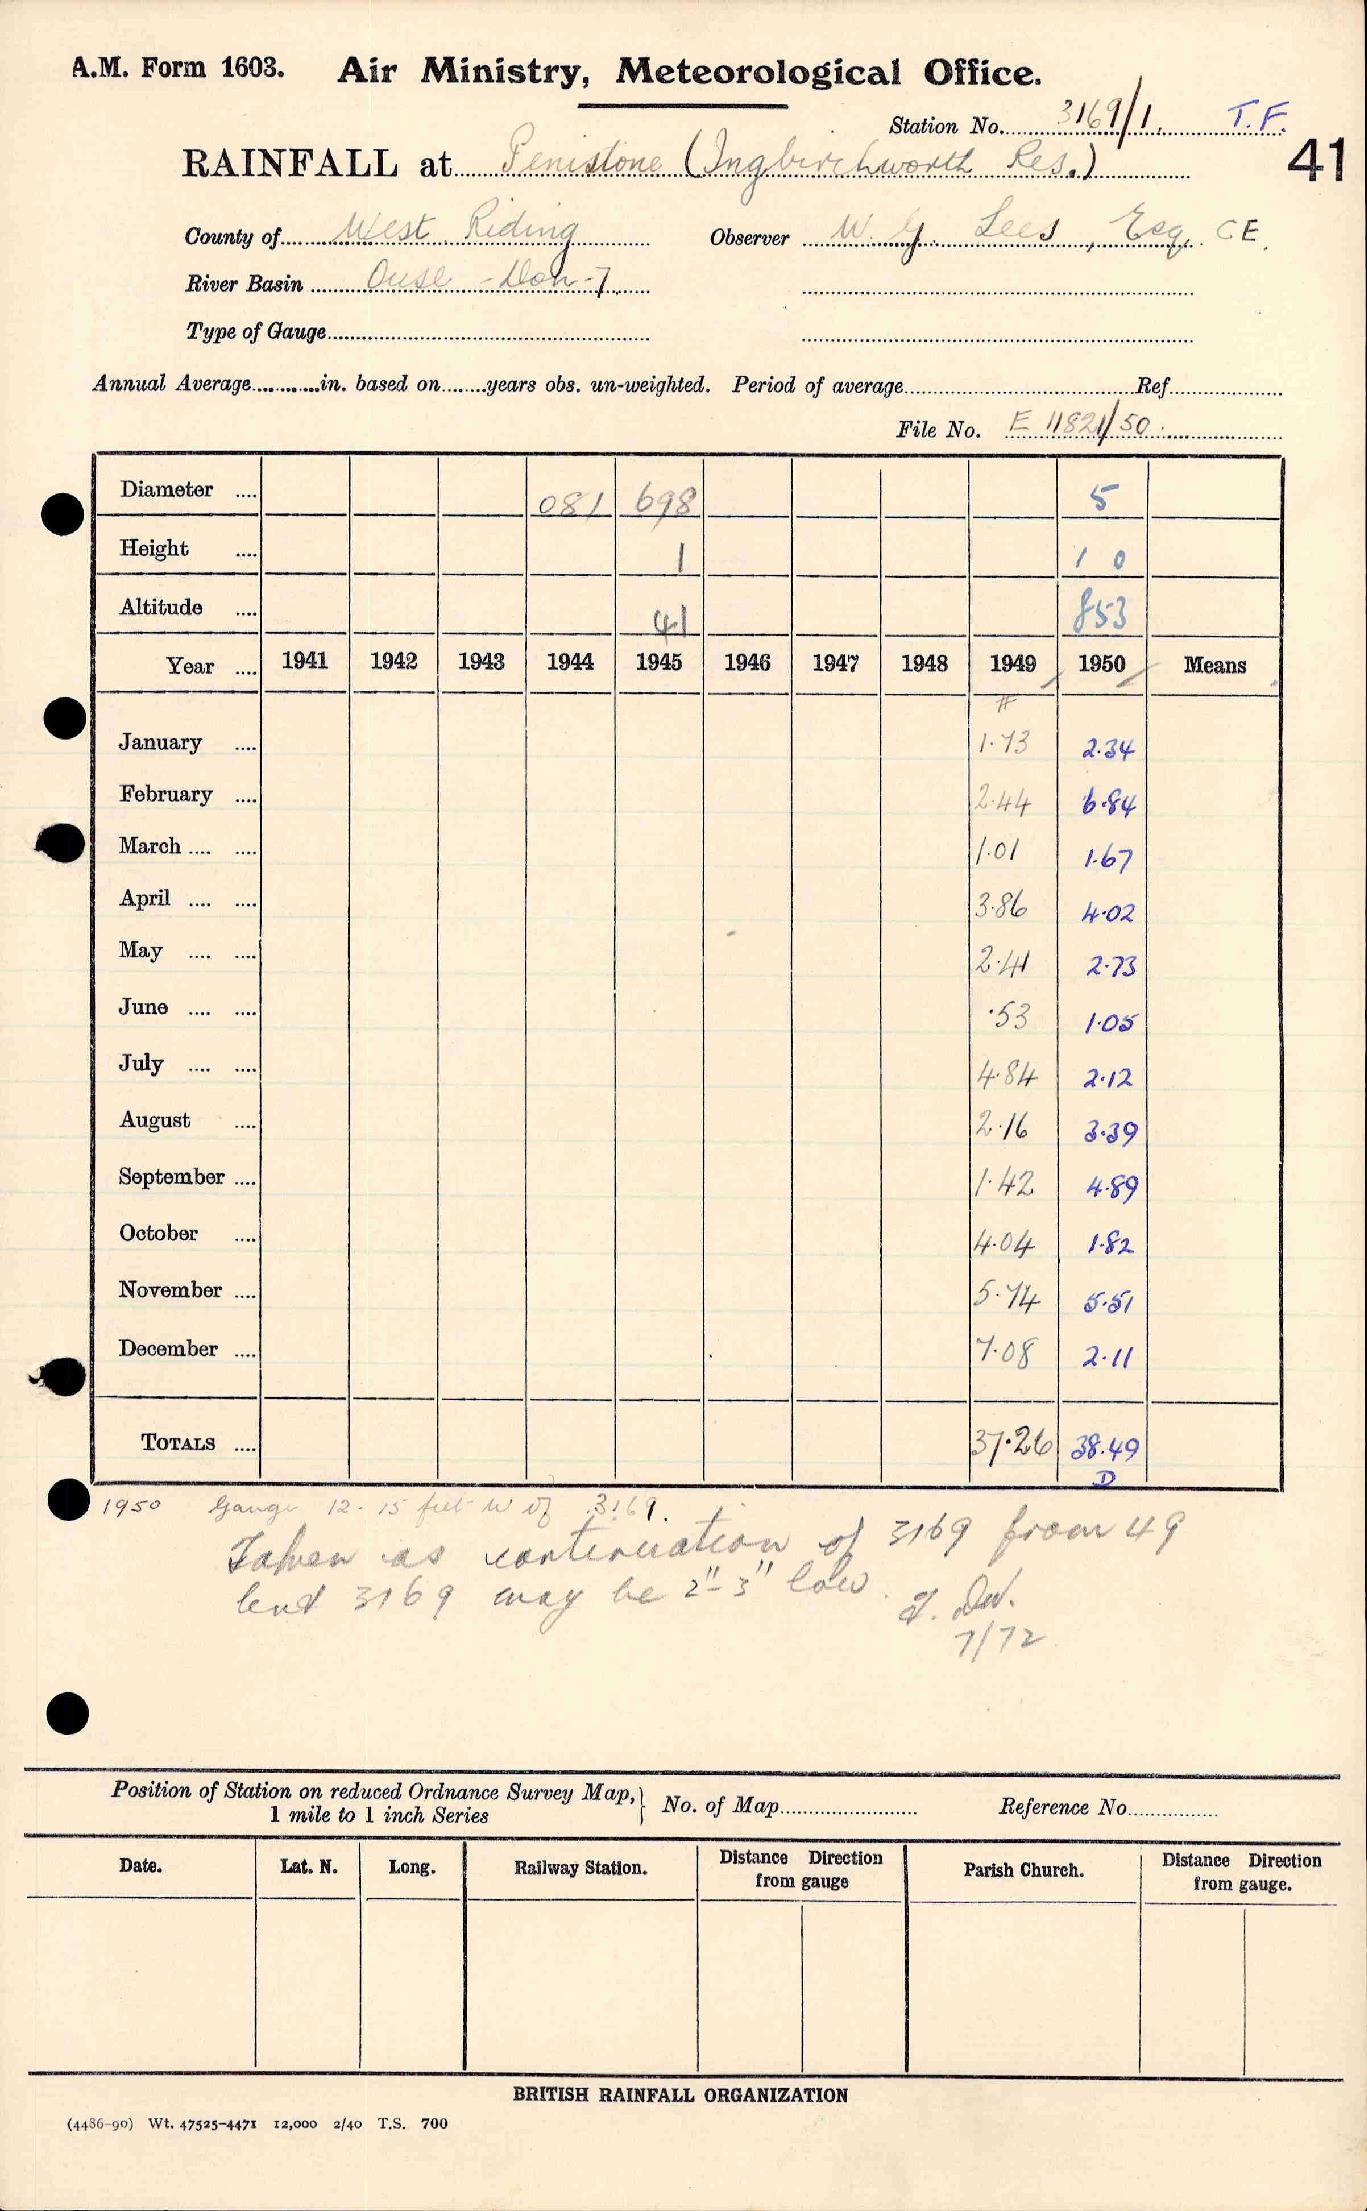 A.M. Form 1603. Air Ministry, Meteorological Office.
Station No. 3169/1. T.F.
41
RAINFALL at Penistone (Ingbirchworth Res.)
County of West Riding Observer W. G. Lees, Esq. C E.
River Basin Ouse - Don - 7
Type of Gauge
Annual Average in. based on years obs. un-weighted. Period of average Ref
File No. E 11821/50
Diameter 081 698 5
Height 1 1 0
Altitude 41 853
Year 1941 1942 1943 1944 1945 1946 1947 1948 1949 1950 Means
#
January 1.73 2.34
February 2.44 6.84
March 1.01 1.67
April 3.86 4.02
May 2.41 2.73
June .53 1.05
July 4.84 2.12
August 2.16 3.39
September 1.42 4.89
October 4.04 1.82
November 5.74 5.51
December 7.08 2.11
TOTALS 37.26 38.49
D
1950 Gauge 12-15 feet W of 3169.
Taken as continuation of 3169 from 49
but 3169 may be 2"-3" low.
7/72
Position of Station on reduced Ordnance Survey Map,
1 mile to 1 inch Series } No. of Map Reference No
Date. Lat. N. Long. Railway Station. Distance Direction from gauge Parish Church. Distance Direction from gauge.
BRITISH RAINFALL ORGANIZATION
(4486-90) Wt. 47525-4471 12,000 2/40 T.S. 700